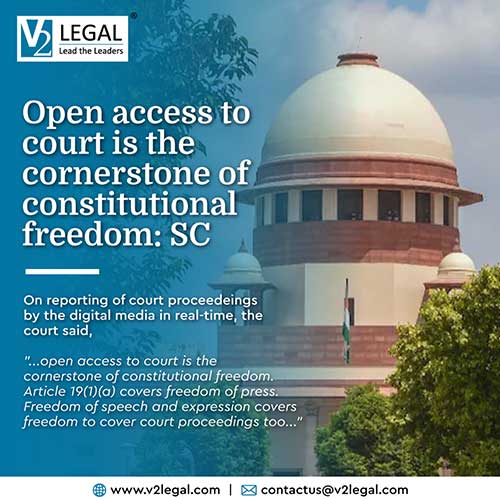 V2 LEGAL ®
Lead the Leaders
Open access to
court is the
cornerstone of
constitutional
freedom: SC
On reporting of court proceedeings
by the digital media in real-time, the
court said,
"...open access to court is the
cornerstone of constitutional freedom.
Article 19(1)(a) covers freedom of press.
Freedom of speech and expression covers
freedom to cover court proceedings too..."
www.v2legal.com | contactus@v2legal.com